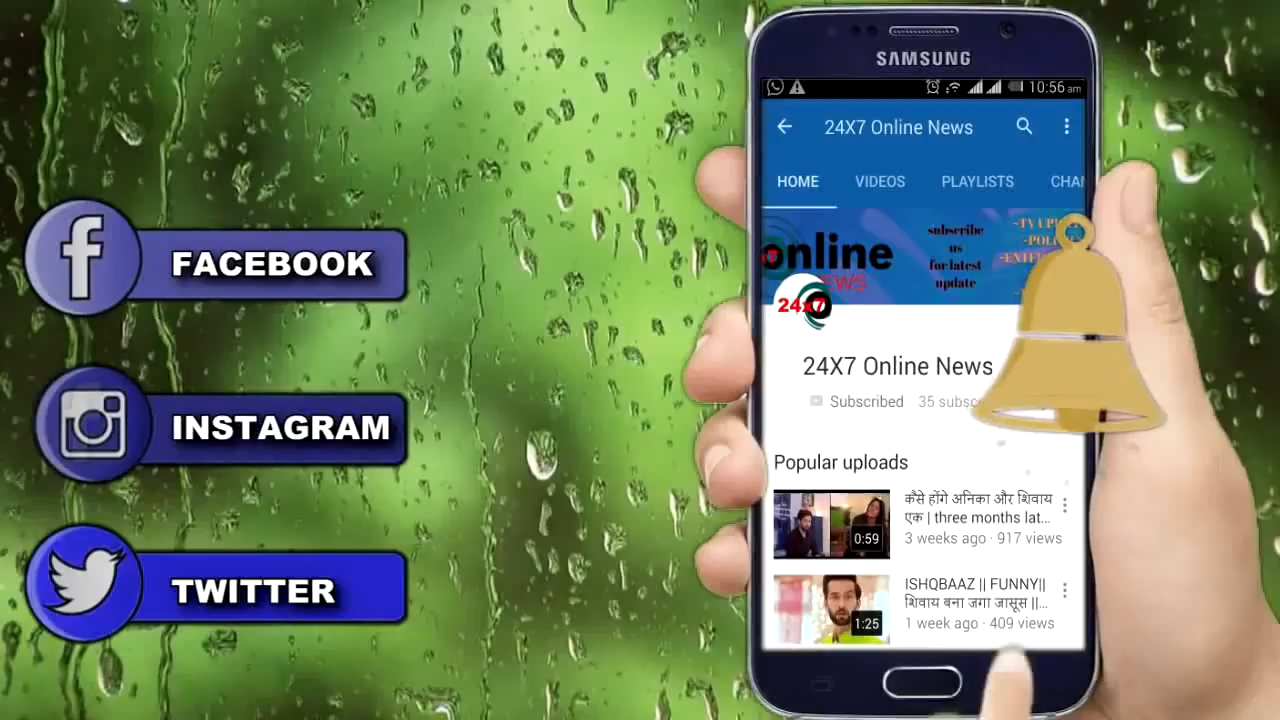 FACEBOOK
INSTAGRAM
TWITTER
SAMSUNG
10:56 am
24X7 Online News
HOME VIDEOS PLAYLISTS CHAN
online
NEWS
subscribe
us
for latest
update
24x7
24X7 Online News
Subscribed 35 subsc
Popular uploads
0:59
कैसे होंगे अनिका और शिवाय
एक | three months lat...
3 weeks ago · 917 views
1:25
ISHQBAAZ || FUNNY||
शिवाय बना जगा जासूस ||...
1 week ago · 409 views